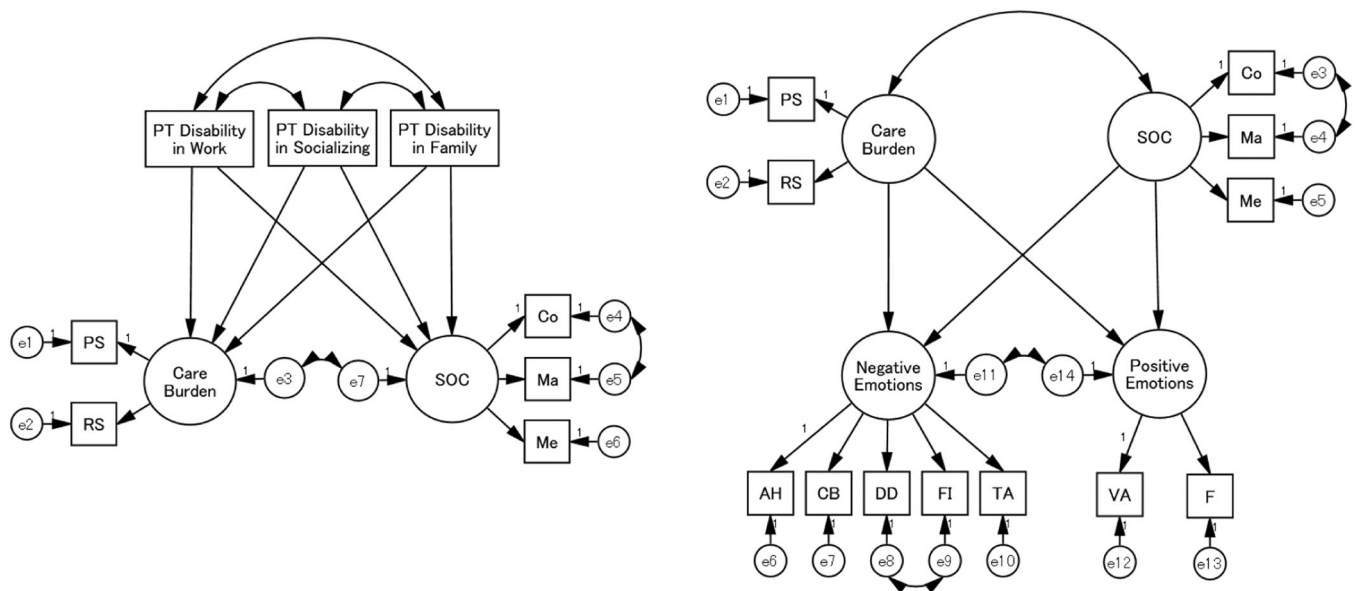 PT Disability
in Work
PT Disability
in Socializing
PT Disability
in Family
e1
1
PS
1
e2
1
RS
Care
Burden
1
e3
e7
1
SOC
1
Co
1
e4
Ma
1
e5
Me
1
e6
e1
1
PS
1
e2
1
RS
Care
Burden
SOC
1
Co
1
e3
Ma
1
e4
Me
1
e5
Negative
Emotions
1
e11
e14
1
Positive
Emotions
1
1
AH
CB
DD
FI
TA
VA
F
1
1
1
1
1
1
1
e6
e7
e8
e9
e10
e12
e13